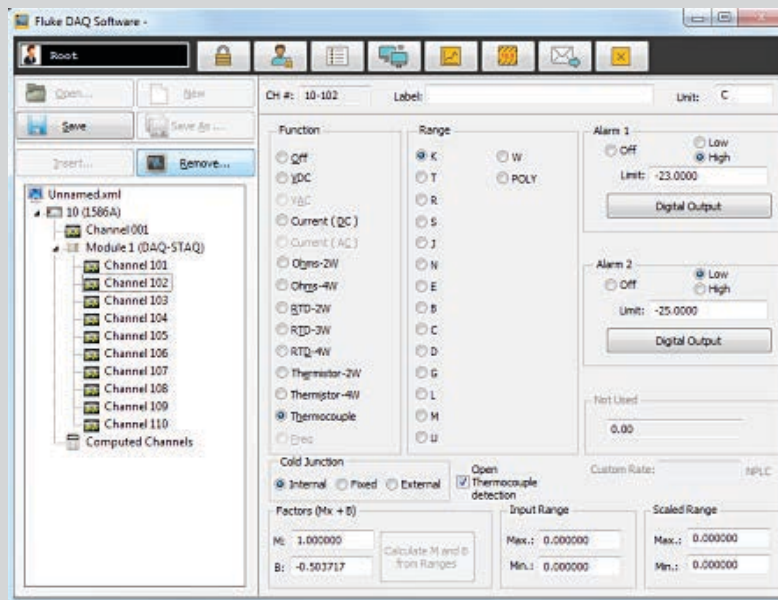 Fluke DAQ Software -
Root
Open...
New
Save
Save As ...
Insert...
Remove...
Unnamed.xml
10 (1586A)
Channel 001
Module 1 (DAQ-STAQ)
Channel 101
Channel 102
Channel 103
Channel 104
Channel 105
Channel 106
Channel 107
Channel 108
Channel 109
Channel 110
Computed Channels
CH #: 10-102 Label: Unit: C
Function
Off
VDC
VAC
Current ( DC )
Current ( AC )
Ohms-2W
Ohms-4W
RTD-2W
RTD-3W
RTD-4W
Thermistor-2W
Thermistor-4W
Thermocouple
Freq
Range
K
T
R
S
J
N
E
B
C
D
G
L
M
U
W
POLY
Alarm 1
Off
Low
High
Limit: -23.0000
Digital Output
Alarm 2
Off
Low
High
Limit: -25.0000
Digital Output
Not Used
0.00
Cold Junction
Internal Fixed External
Open
Thermocouple
detection
Custom Rate: NPLC
Factors (Mx + B)
M: 1.000000
B: -0.503717
Calculate M and B
from Ranges
Input Range
Max.: 0.000000
Min.: 0.000000
Scaled Range
Max.: 0.000000
Min.: 0.000000